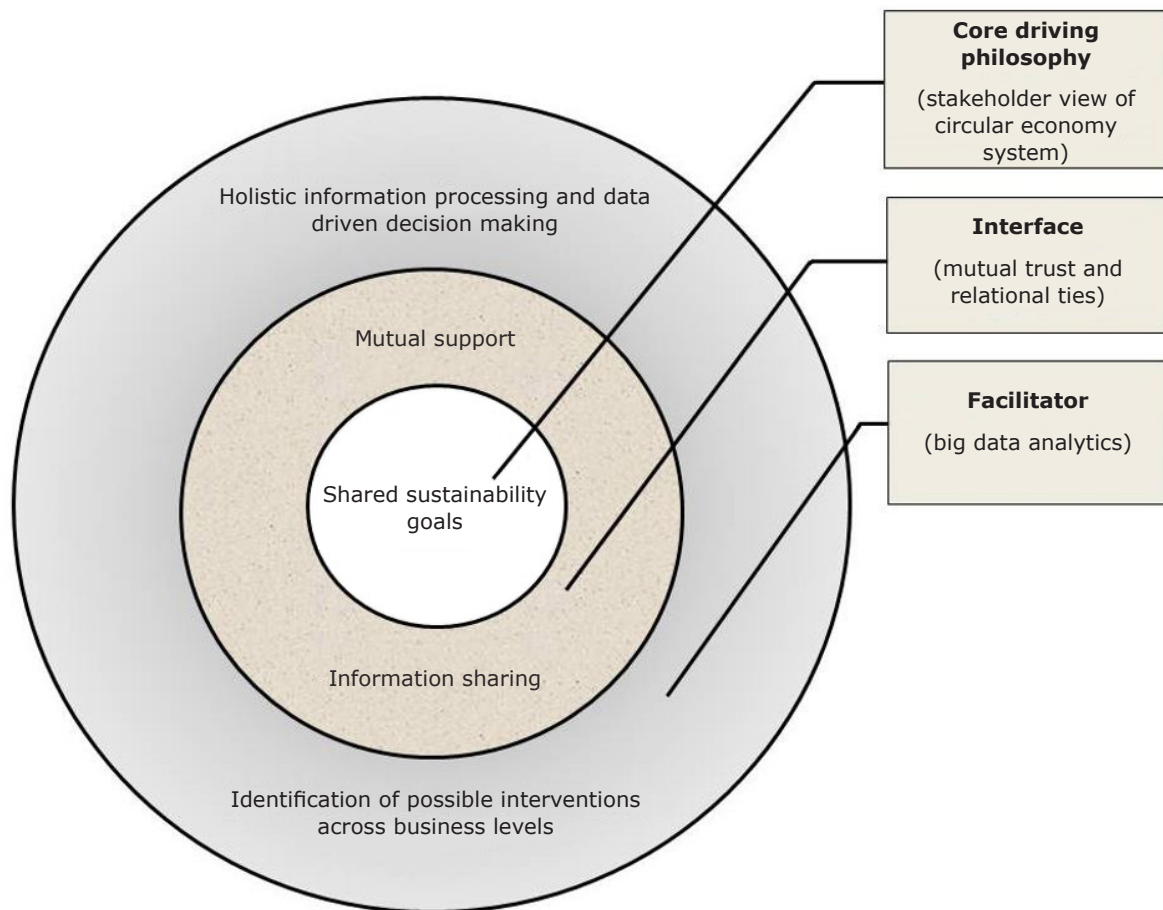 Core driving
philosophy
(stakeholder view of
circular economy
system)
Holistic information processing and data
driven decision making
Interface
(mutual trust and
relational ties)
Mutual support
Facilitator
(big data analytics)
Shared sustainability
goals
Information sharing
Identification of possible interventions
across business levels